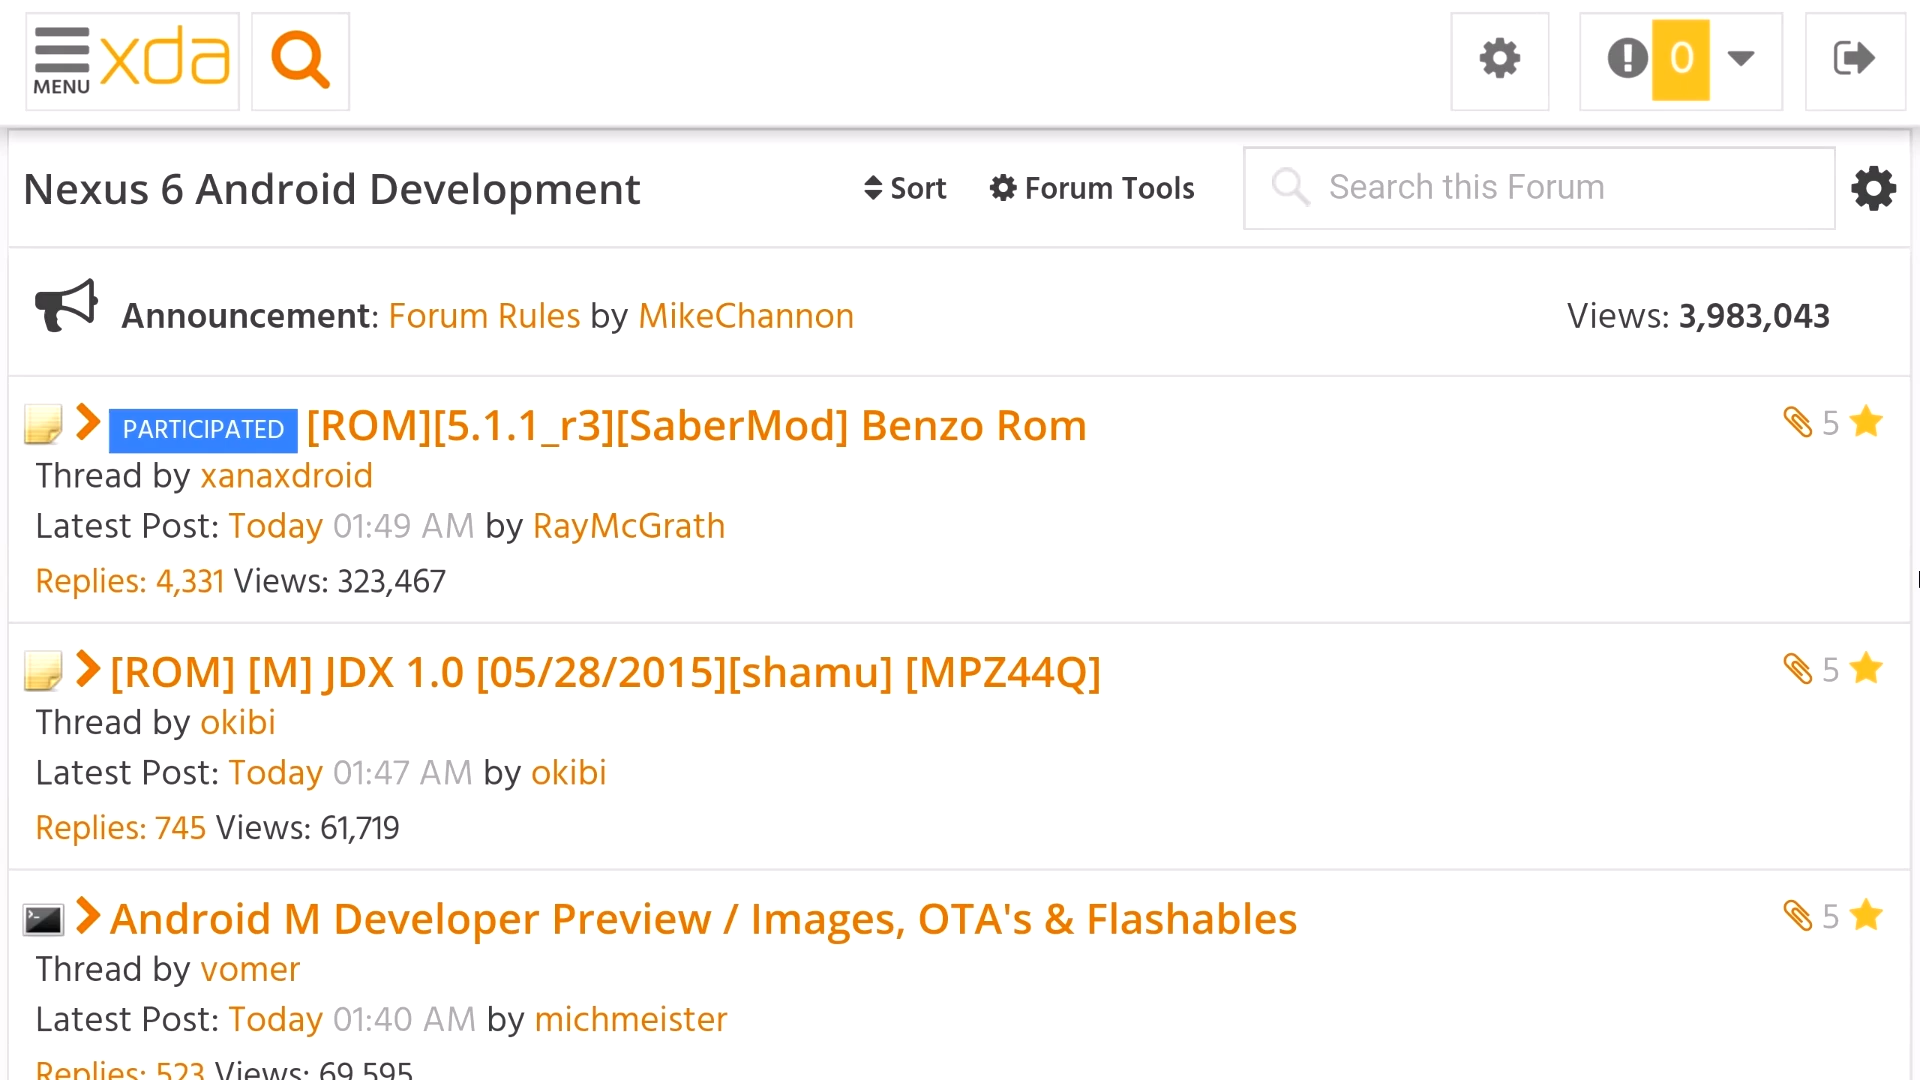 MENU xda 0
Nexus 6 Android Development Sort Forum Tools Search this Forum
Announcement: Forum Rules by MikeChannon Views: 3,983,043
PARTICIPATED [ROM][5.1.1_r3][SaberMod] Benzo Rom 5
Thread by xanaxdroid
Latest Post: Today 01:49 AM by RayMcGrath
Replies: 4,331 Views: 323,467
[ROM] [M] JDX 1.0 [05/28/2015][shamu] [MPZ44Q] 5
Thread by okibi
Latest Post: Today 01:47 AM by okibi
Replies: 745 Views: 61,719
Android M Developer Preview / Images, OTA's & Flashables 5
Thread by vomer
Latest Post: Today 01:40 AM by michmeister
Replies: 523 Views: 69,595